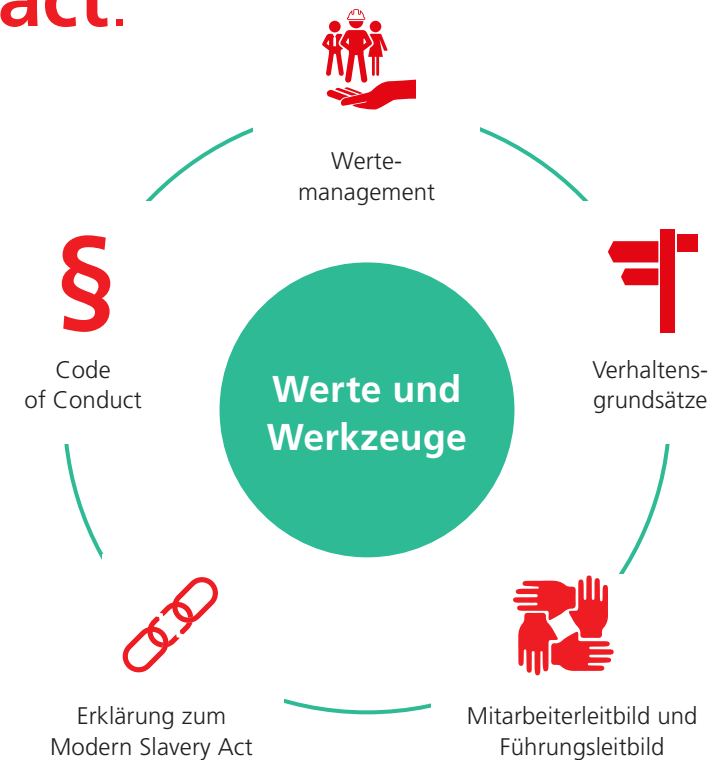 act.
Werte-
management
§
Code
of Conduct
Verhaltens-
grundsätze
Werte und
Werkzeuge
Erklärung zum
Modern Slavery Act
Mitarbeiterleitbild und
Führungsleitbild